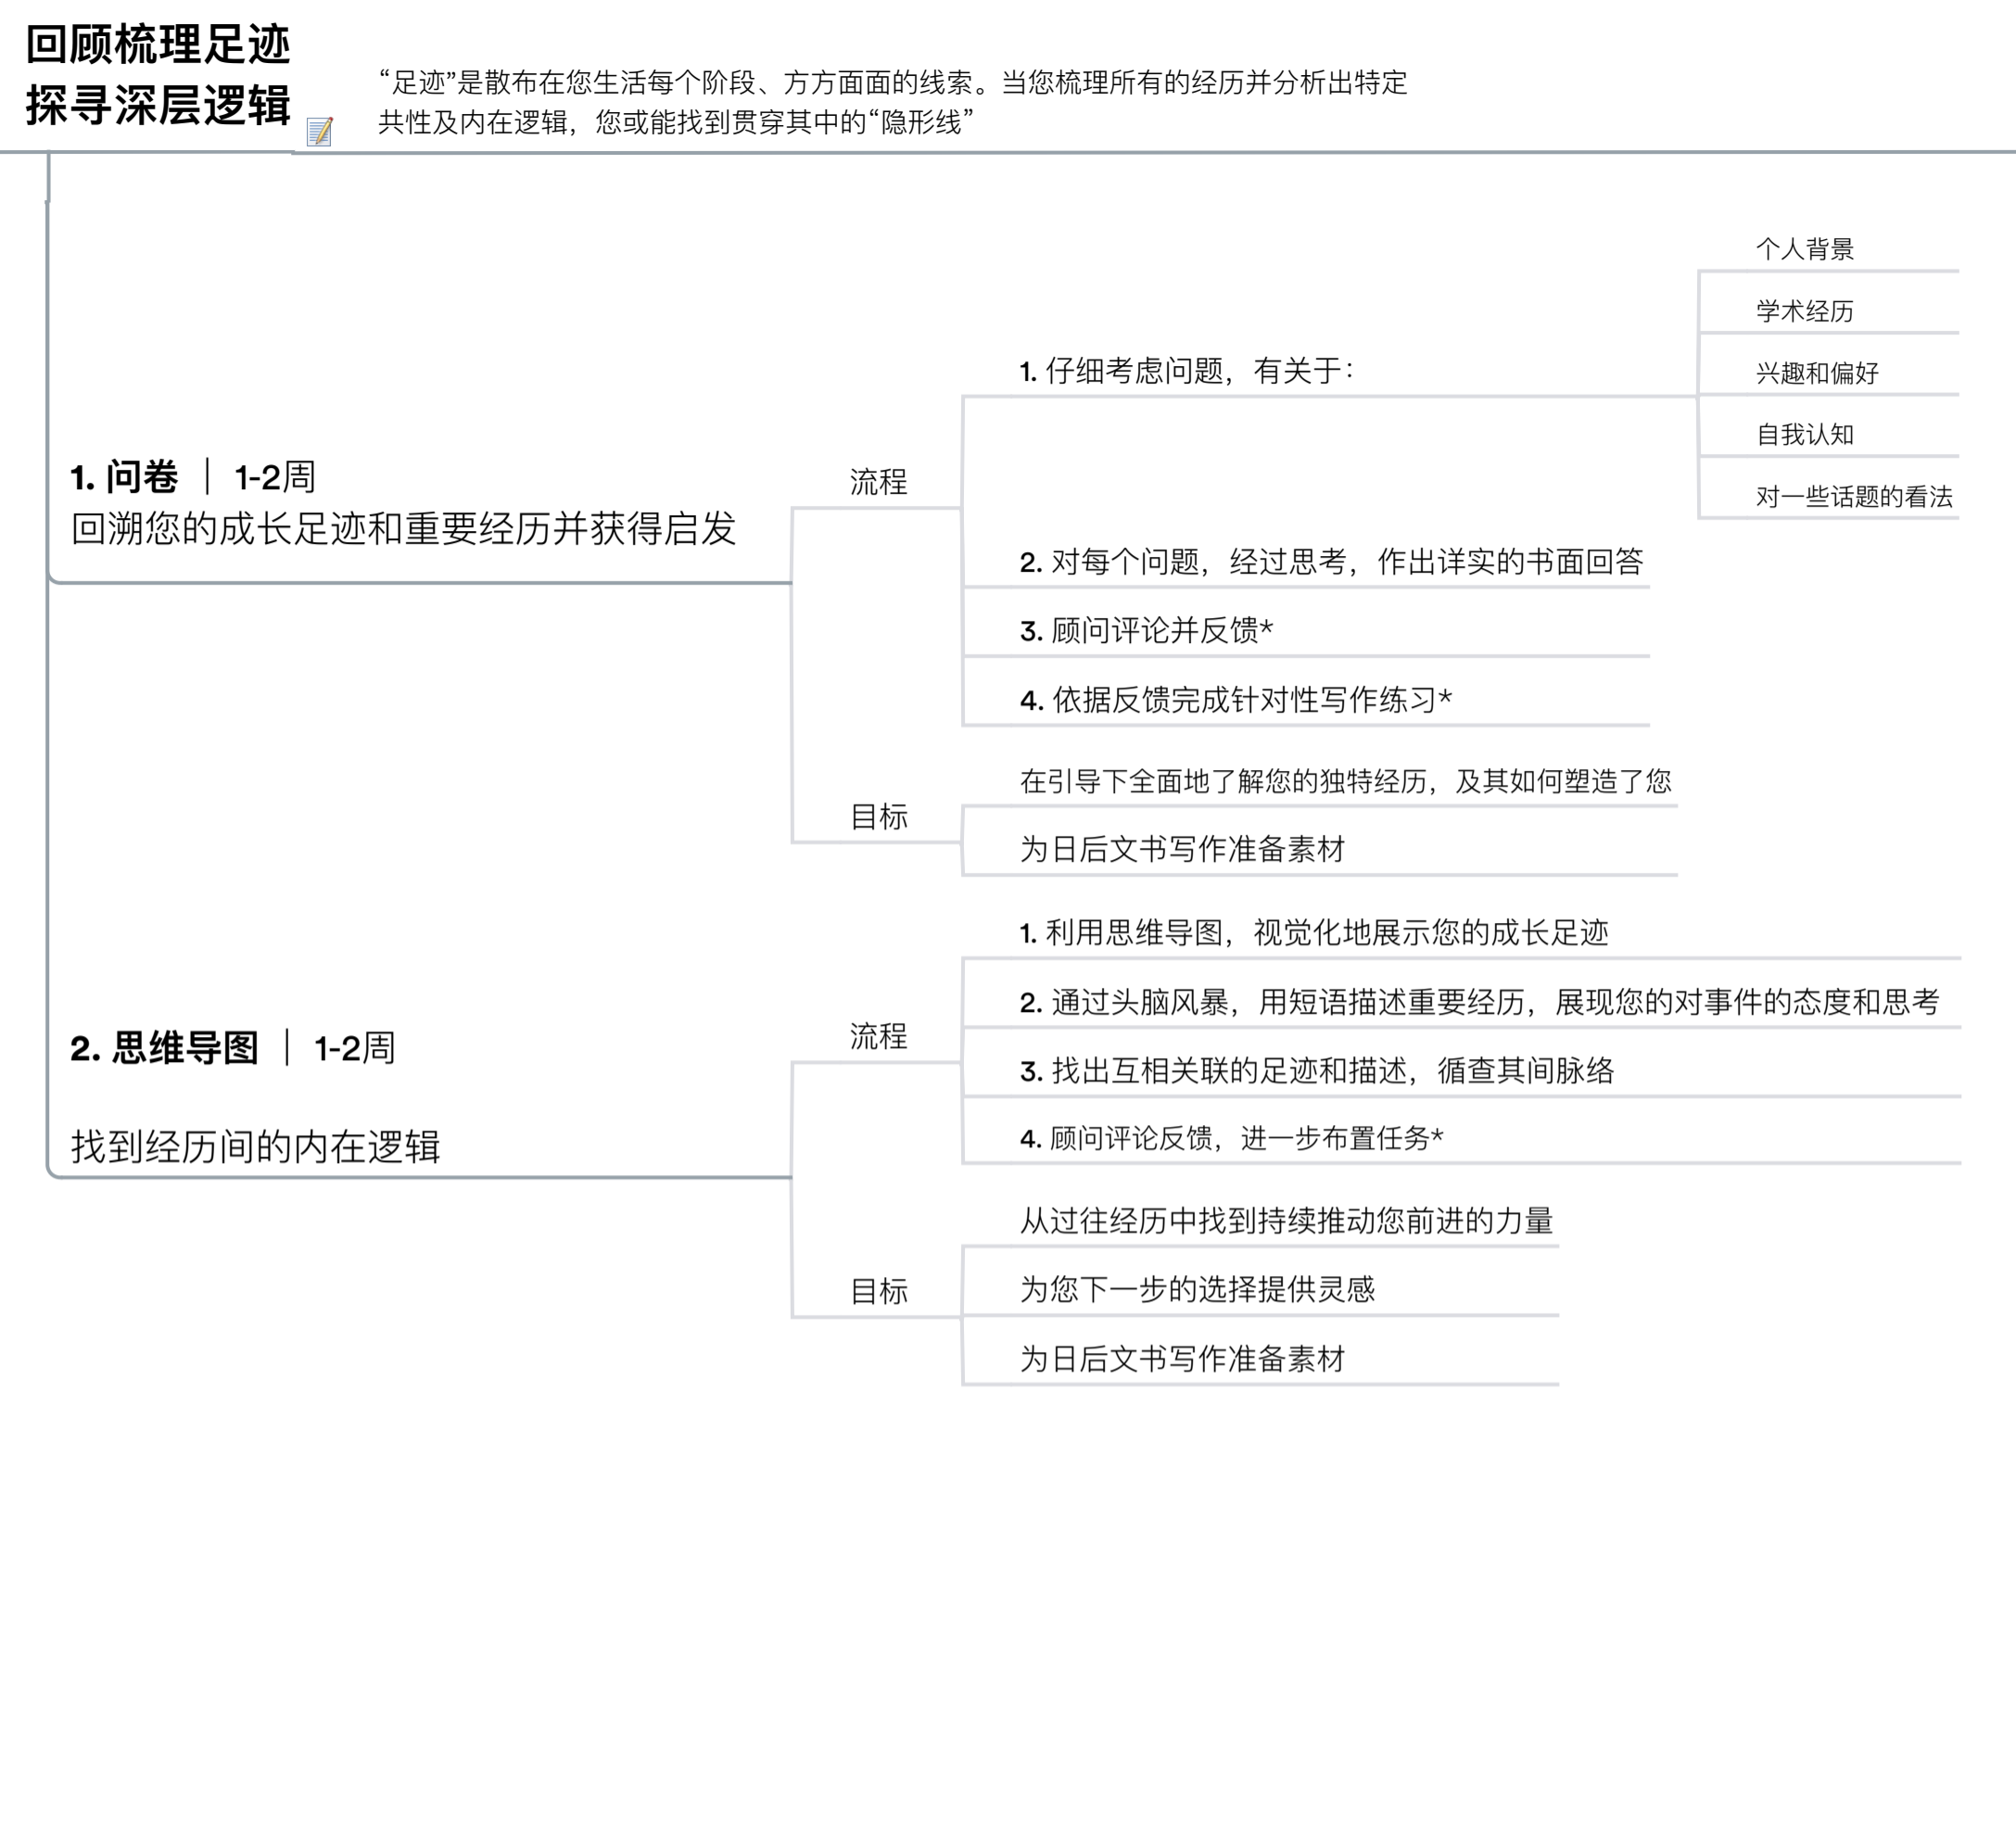 回顾梳理足迹
探寻深层逻辑
“足迹”是散布在您生活每个阶段、方方面面的线索。当您梳理所有的经历并分析出特定
共性及内在逻辑，您或能找到贯穿其中的“隐形线”
1. 问卷 ｜ 1-2周
回溯您的成长足迹和重要经历并获得启发
流程
1. 仔细考虑问题，有关于：
个人背景
学术经历
兴趣和偏好
自我认知
对一些话题的看法
2. 对每个问题，经过思考，作出详实的书面回答
3. 顾问评论并反馈*
4. 依据反馈完成针对性写作练习*
目标
在引导下全面地了解您的独特经历，及其如何塑造了您
为日后文书写作准备素材
2. 思维导图 ｜ 1-2周
找到经历间的内在逻辑
流程
1. 利用思维导图，视觉化地展示您的成长足迹
2. 通过头脑风暴，用短语描述重要经历，展现您的对事件的态度和思考
3. 找出互相关联的足迹和描述，循查其间脉络
4. 顾问评论反馈，进一步布置任务*
目标
从过往经历中找到持续推动您前进的力量
为您下一步的选择提供灵感
为日后文书写作准备素材